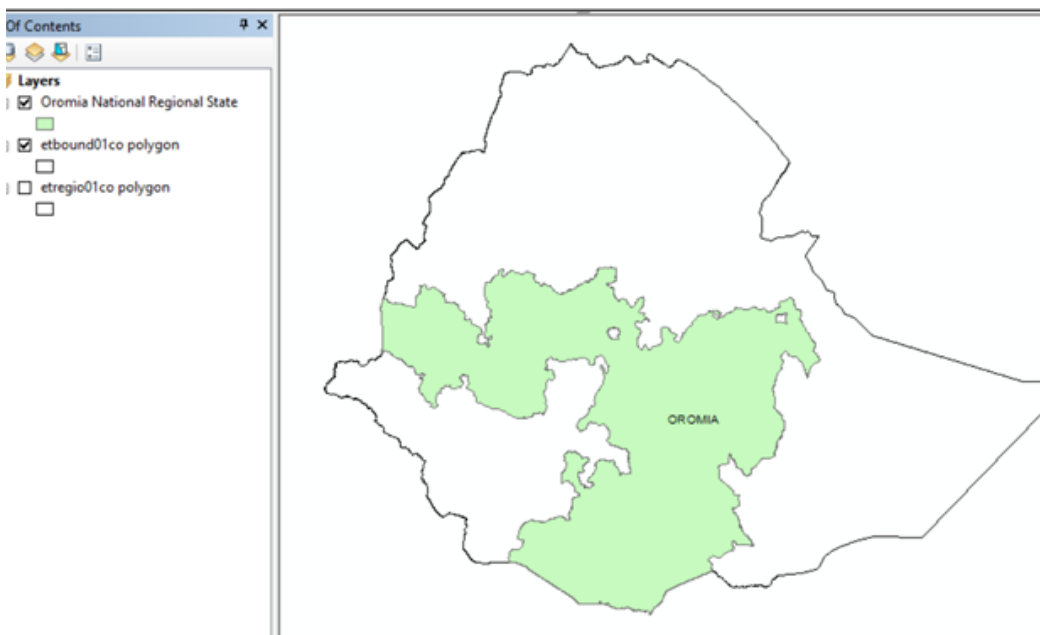 Of Contents
Layers
Oromia National Regional State
etbound01co polygon
etregio01co polygon
OROMIA